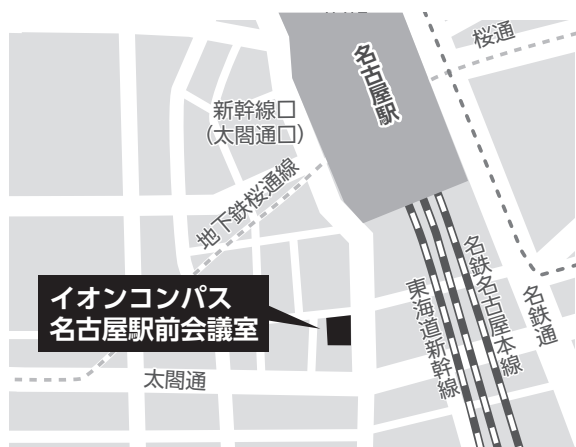 桜通
名古屋駅
新幹線口
（太閤通口）
地下鉄桜通線
イオンコンパス
名古屋駅前会議室
太閤通
東海道新幹線
名鉄名古屋本線
名鉄通